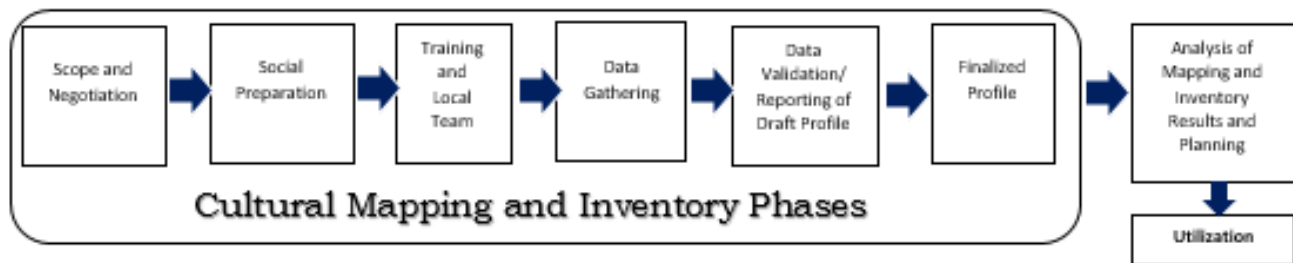 Scope and
Negotiation
Social
Preparation
Training
and
Local
Team
Data
Gathering
Data
Validation/
Reporting of
Draft Profile
Finalized
Profile
Analysis of
Mapping and
Inventory
Results and
Planning
Cultural Mapping and Inventory Phases
Utilization